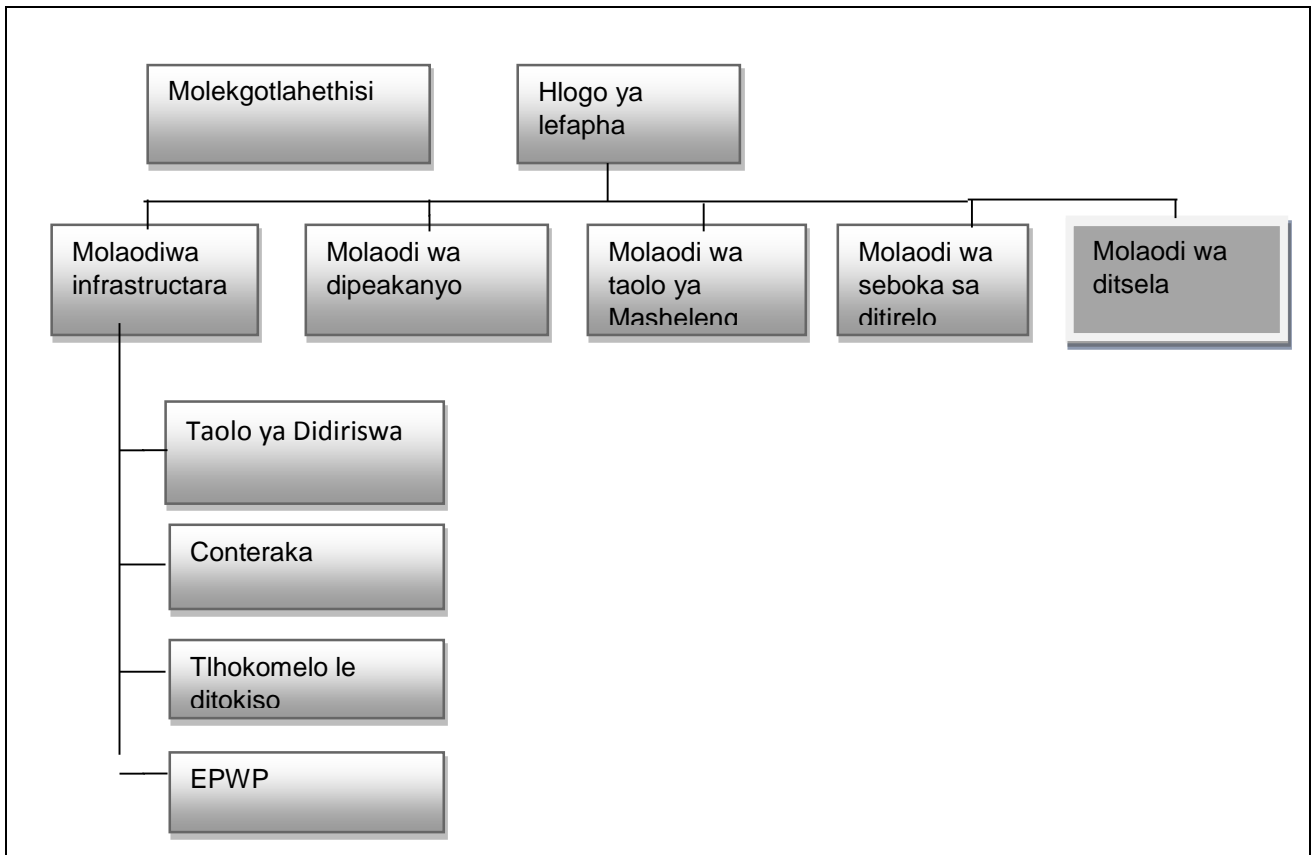 Molekgotlahethisi
Hlogo ya
lefapha
Molaodiwa
infrastructara
Molaodi wa
dipeakanyo
Molaodi wa
taolo ya
Masheleng
Molaodi wa
seboka sa
ditirelo
Molaodi wa
ditsela
Taolo ya Didiriswa
Conteraka
Tlhokomelo le
ditokiso
EPWP